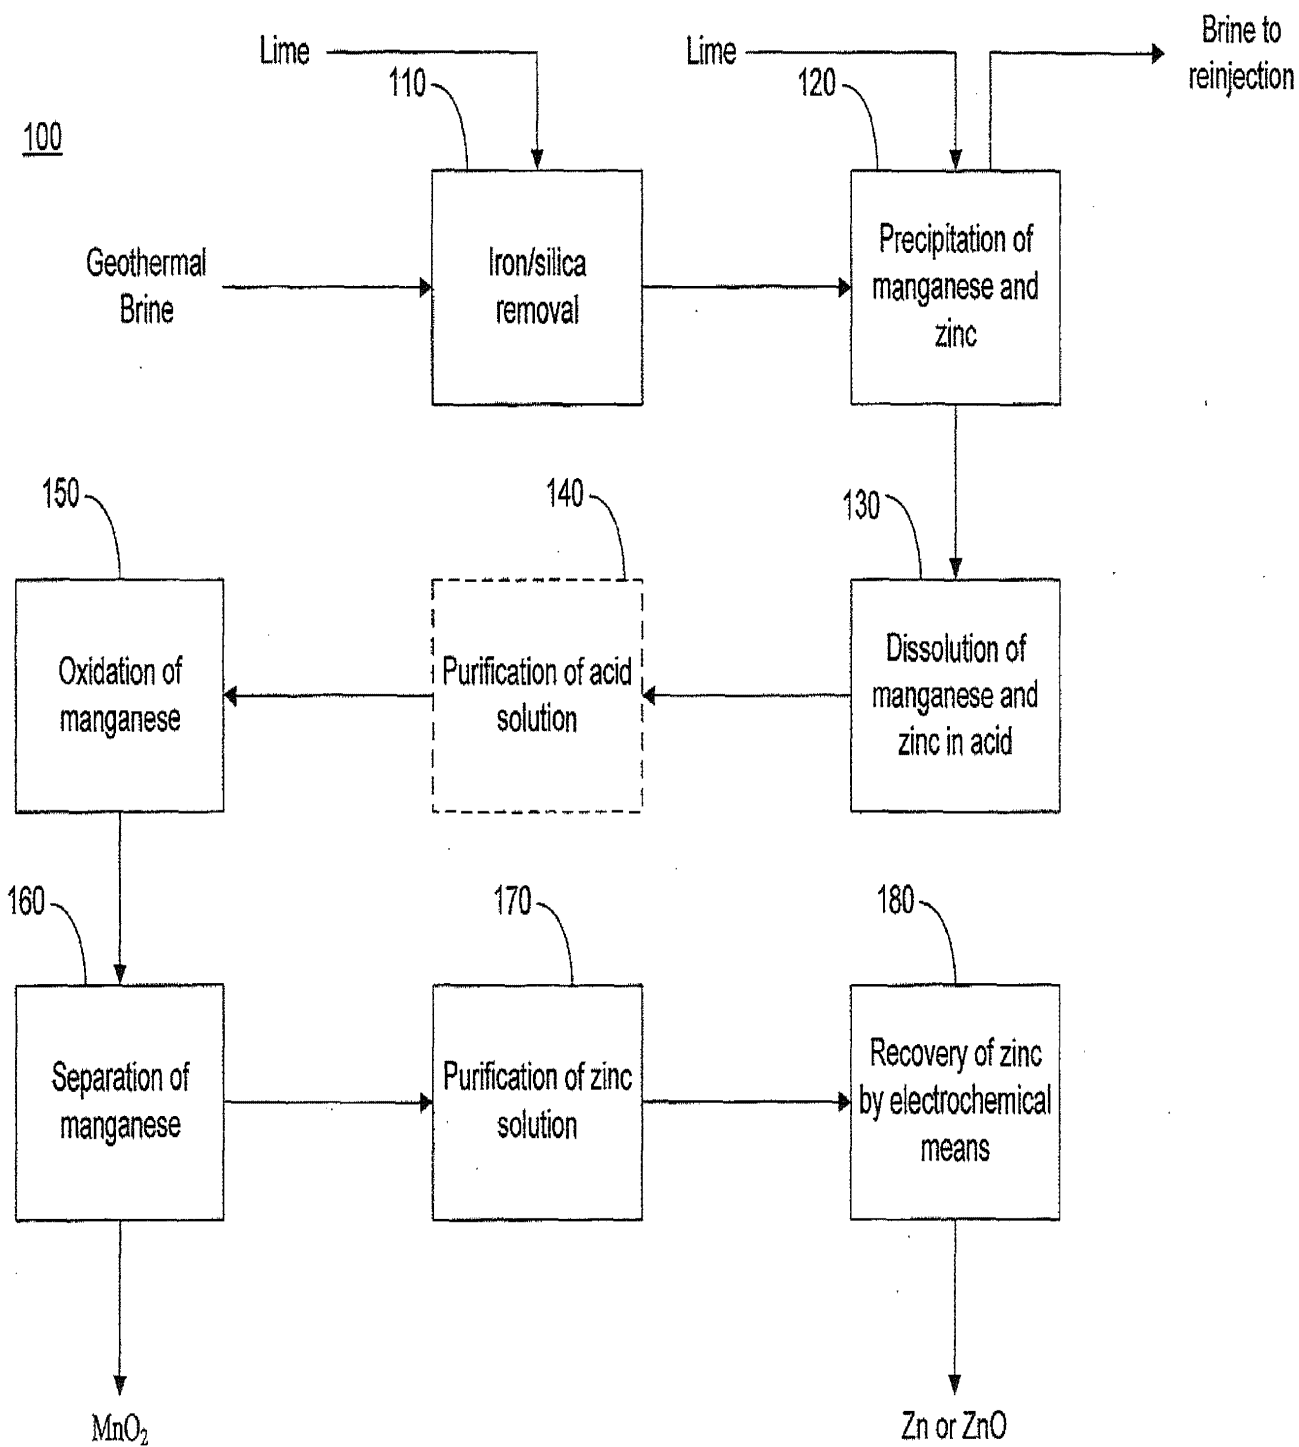 Lime
Lime
Brine to
reinjection
110
120
100
Geothermal
Brine
Iron/silica
removal
Precipitation of
manganese and
zinc
150
140
130
Oxidation of
manganese
Purification of acid
solution
Dissolution of
manganese and
zinc in acid
160
170
180
Separation of
manganese
Purification of zinc
solution
Recovery of zinc
by electrochemical
means
MnO₂
Zn or ZnO